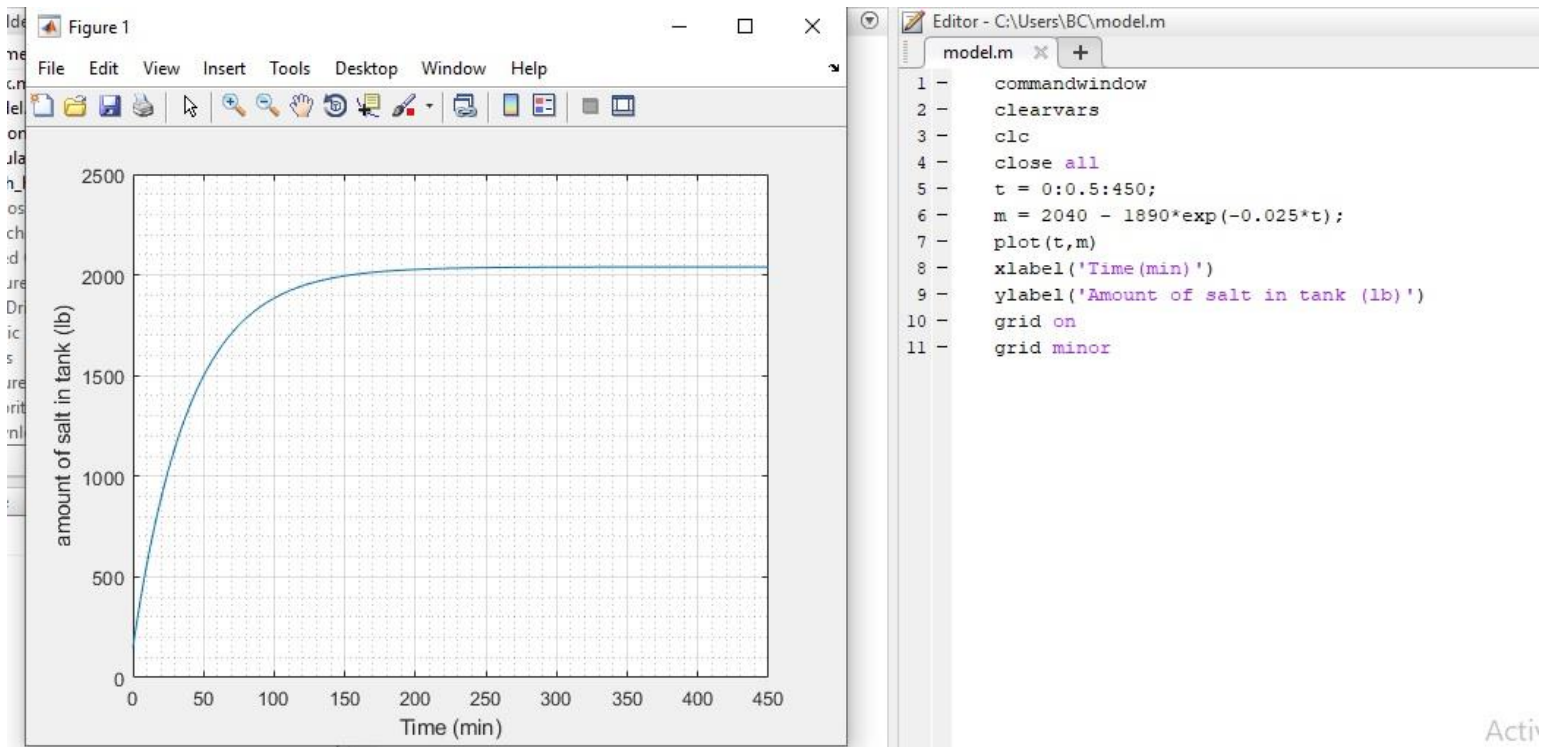 Figure 1
File Edit View Insert Tools Desktop Window Help
2500
2000
1500
1000
500
0
amount of salt in tank (lb)
0 50 100 150 200 250 300 350 400 450
Time (min)
Editor - C:\Users\BC\model.m
model.m
1 - commandwindow
2 - clearvars
3 - clc
4 - close all
5 - t = 0:0.5:450;
6 - m = 2040 - 1890*exp(-0.025*t);
7 - plot(t,m)
8 - xlabel('Time(min)')
9 - ylabel('Amount of salt in tank (lb)')
10 - grid on
11 - grid minor